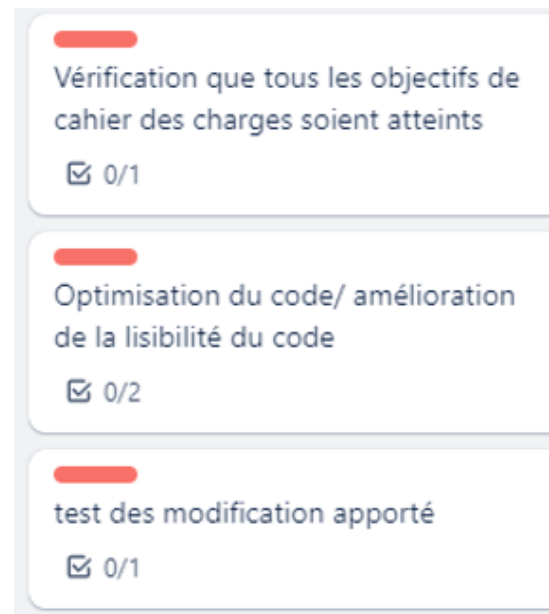 Vérification que tous les objectifs de
cahier des charges soient atteints
0/1
Optimisation du code/ amélioration
de la lisibilité du code
0/2
test des modification apporté
0/1